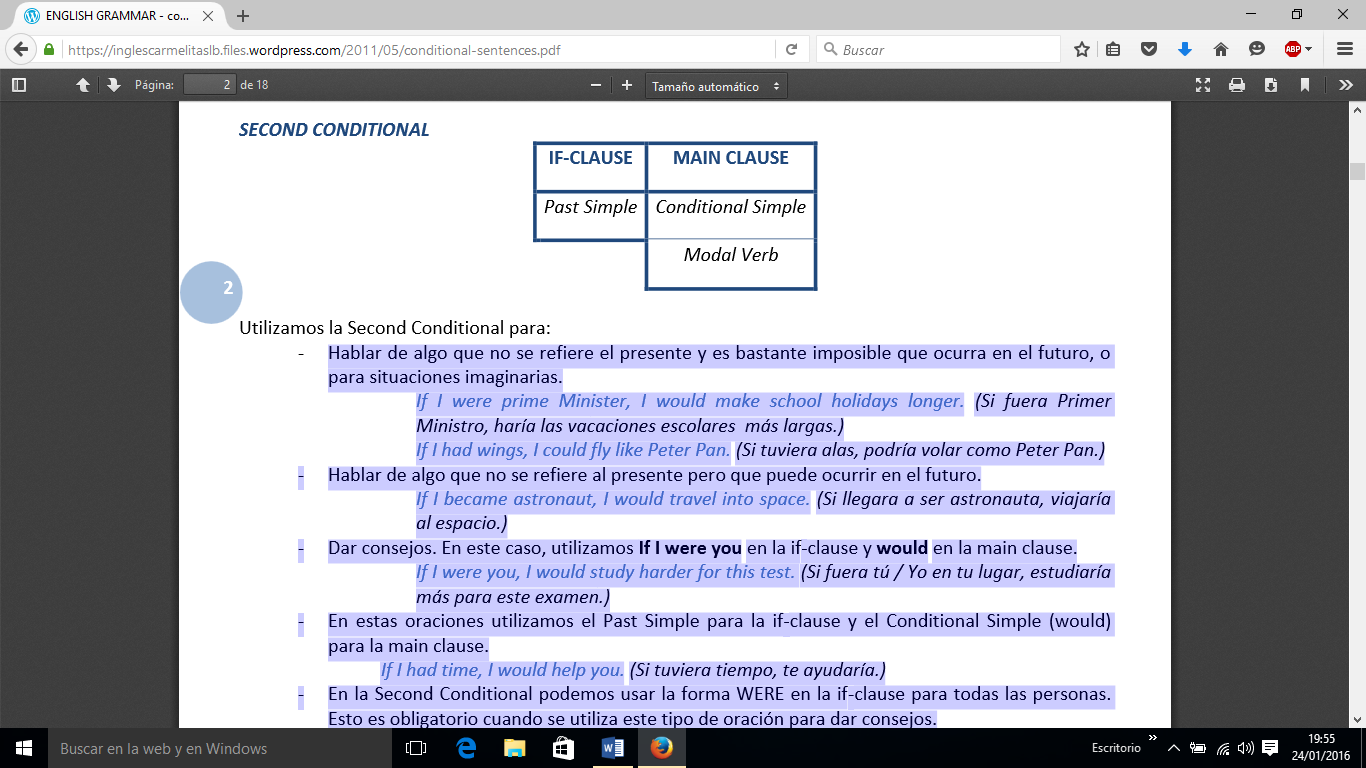 ENGLISH GRAMMAR - co...
https://inglescarmelitaslb.files.wordpress.com/2011/05/conditional-sentences.pdf
Buscar
ABP
Página: 2 de 18
Tamaño automático
SECOND CONDITIONAL
IF-CLAUSE MAIN CLAUSE
Past Simple Conditional Simple
Modal Verb
2
Utilizamos la Second Conditional para:
- Hablar de algo que no se refiere el presente y es bastante imposible que ocurra en el futuro, o
para situaciones imaginarias.
If I were prime Minister, I would make school holidays longer. (Si fuera Primer
Ministro, haría las vacaciones escolares más largas.)
If I had wings, I could fly like Peter Pan. (Si tuviera alas, podría volar como Peter Pan.)
- Hablar de algo que no se refiere al presente pero que puede ocurrir en el futuro.
If I became astronaut, I would travel into space. (Si llegara a ser astronauta, viajaría
al espacio.)
- Dar consejos. En este caso, utilizamos If I were you en la if-clause y would en la main clause.
If I were you, I would study harder for this test. (Si fuera tú / Yo en tu lugar, estudiaría
más para este examen.)
- En estas oraciones utilizamos el Past Simple para la if-clause y el Conditional Simple (would)
para la main clause.
If I had time, I would help you. (Si tuviera tiempo, te ayudaría.)
- En la Second Conditional podemos usar la forma WERE en la if-clause para todas las personas.
Esto es obligatorio cuando se utiliza este tipo de oración para dar consejos.
Buscar en la web y en Windows
Escritorio
19:55
24/01/2016